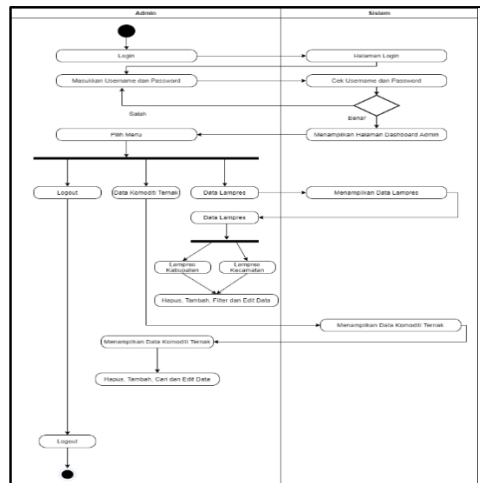 Admin
Sistem
Login
Halaman Login
Masukkan Username dan Password
Cek Username dan Password
Salah
Benar
Pilih Menu
Menampilkan Halaman Dashboard Admin
Logout
Data Komoditi Ternak
Data Lampres
Menampilkan Data Lampres
Data Lampres
Lampres
Kabupaten
Lampres
Kecamatan
Hapus, Tambah, Filter dan Edit Data
Menampilkan Data Komoditi Ternak
Menampilkan Data Komoditi Ternak
Hapus, Tambah, Cari dan Edit Data
Logout